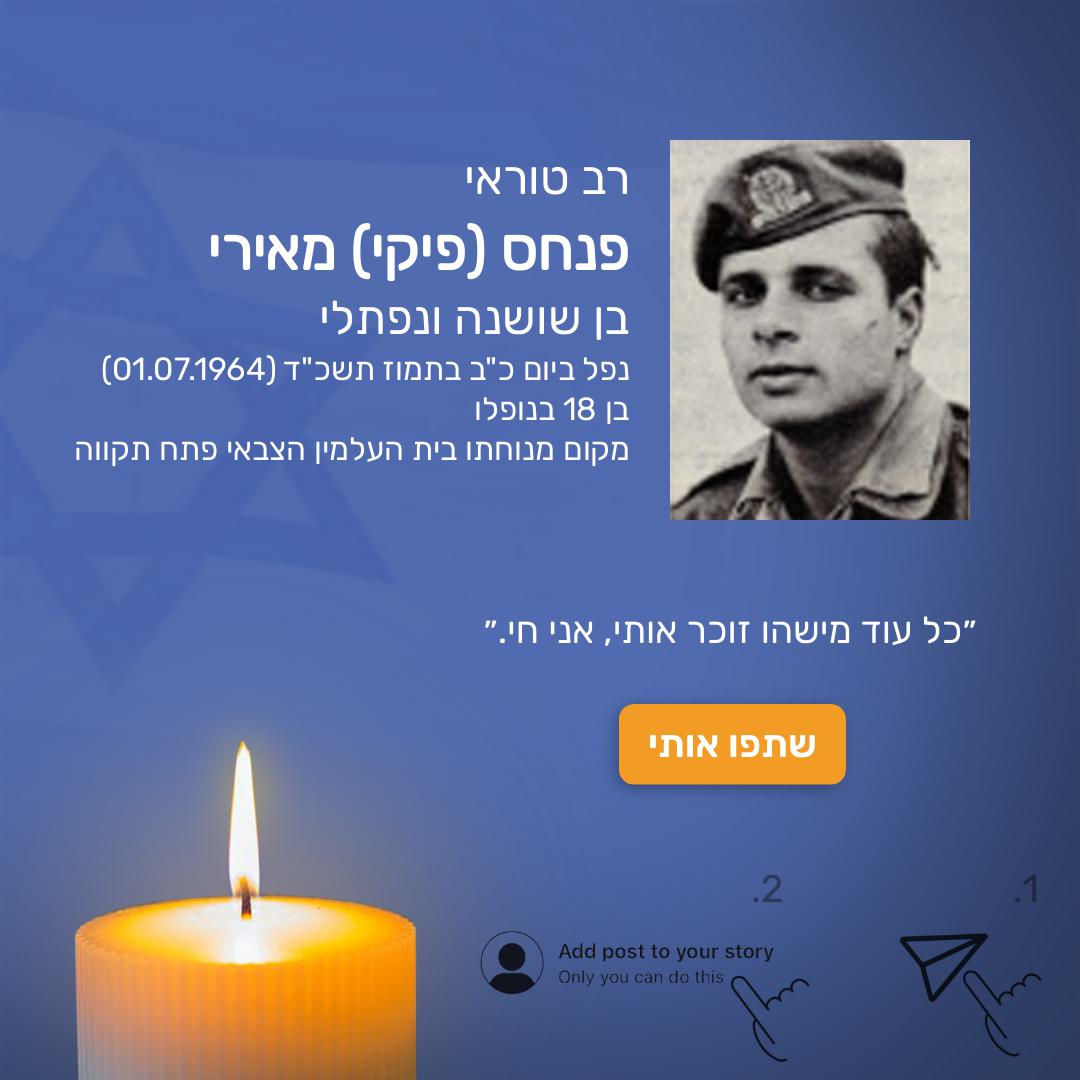 רב טוראי
פנחס (פיקי) מאירי
בן שושנה ונפתלי
נפל ביום כ"ב בתמוז תשכ"ד (01.07.1964)
בן 18 בנופלו
מקום מנוחתו בית העלמין הצבאי פתח תקווה
״כל עוד מישהו זוכר אותי, אני חי.״
שתפו אותי
1.
2.
Add post to your story
Only you can do this